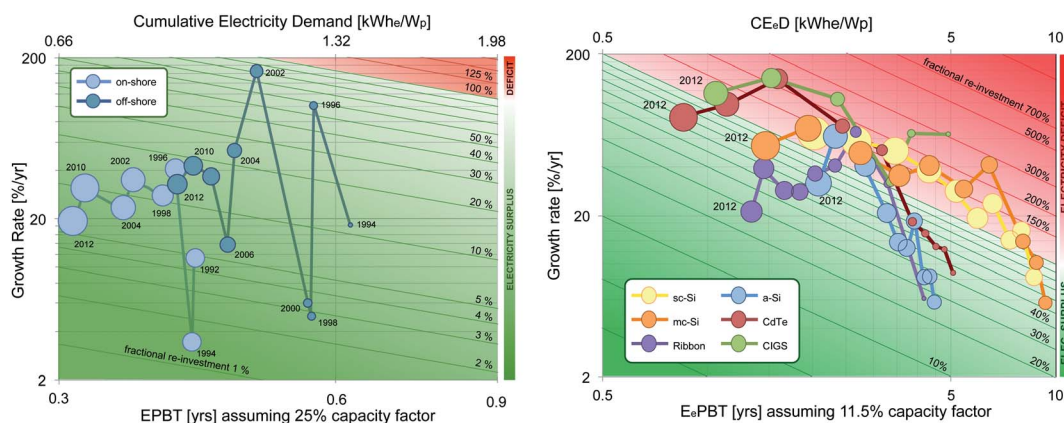 Cumulative Electricity Demand [kWhe/Wp]
0.66 1.32 1.98
200
20
2
Growth Rate [%/yr]
on-shore
off-shore
2002
125 %
100 %
DEFICIT
1996
50 %
40 %
30 %
20 %
10 %
5 %
4 %
3 %
2 %
fractional re-investment 1 %
ELECTRICITY SURPLUS
2010
2002
1996
2010
2004
2012
1998
2004
2012
1992
2006
1994
2000
1998
1994
0.3 0.6 0.9
EPBT [yrs] assuming 25% capacity factor
CEeD [kWhe/Wp]
0.5 5 10
200
20
2
Growth rate [%/yr]
fractional re-investment 700%
500%
300%
200%
150%
40%
30%
20%
10%
2012
2012
2012
2012
2012
sc-Si
mc-Si
Ribbon
a-Si
CdTe
CIGS
0.5 5 10
EePBT [yrs] assuming 11.5% capacity factor